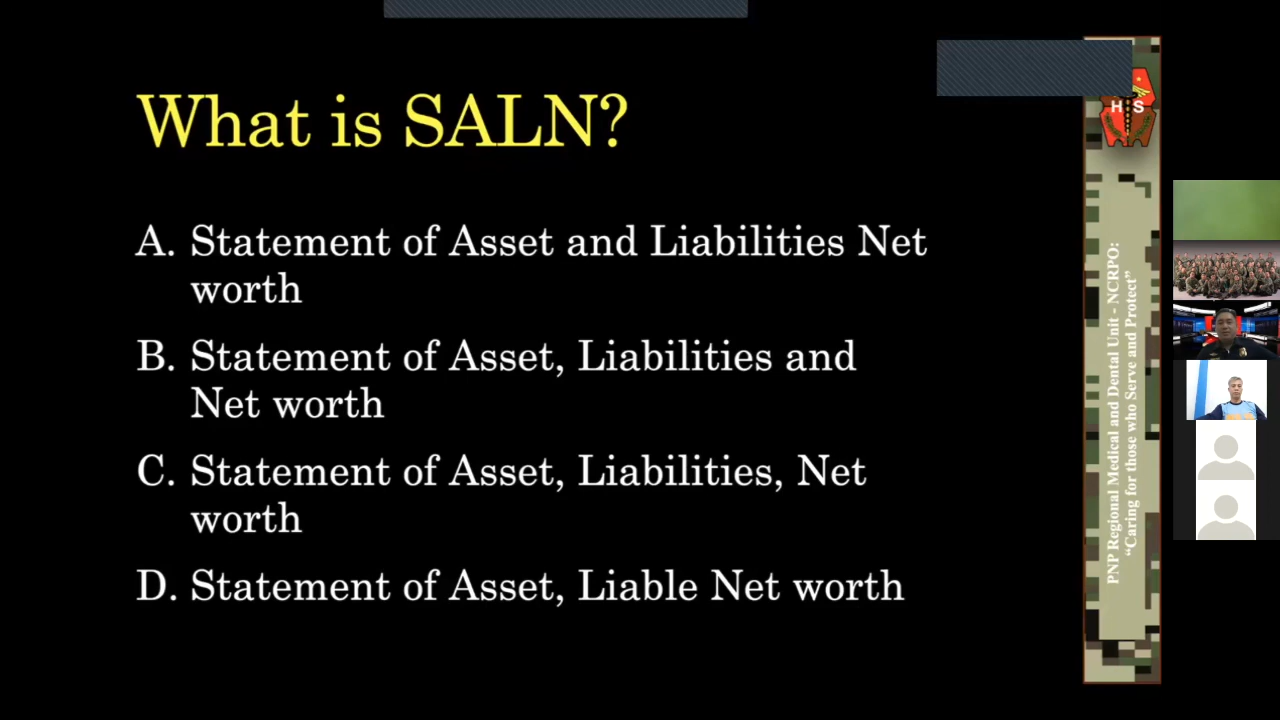 What is SALN?
A. Statement of Asset and Liabilities Net
worth
B. Statement of Asset, Liabilities and
Net worth
C. Statement of Asset, Liabilities, Net
worth
D. Statement of Asset, Liable Net worth
H S
PNP Regional Medical and Dental Unit - NCRPO:
“Caring for those who Serve and Protect”